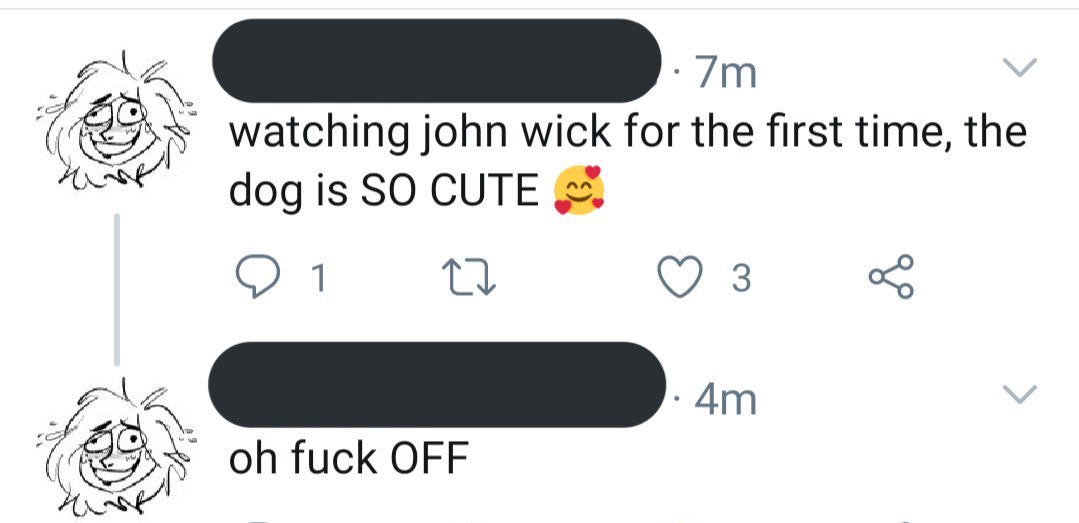 · 7m
watching john wick for the first time, the
dog is SO CUTE 🥰
1 3
· 4m
oh fuck OFF